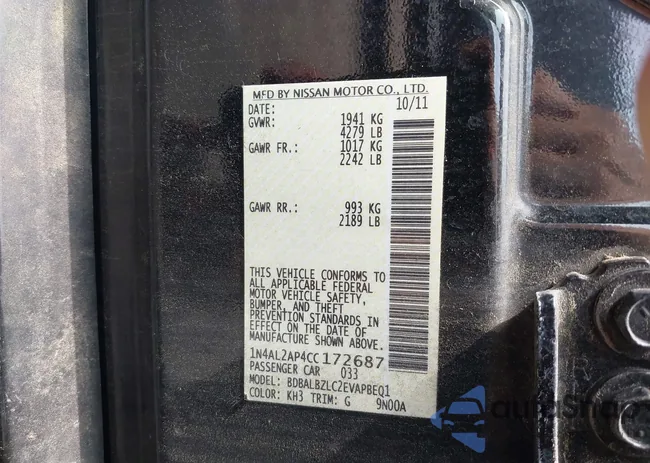 MFD BY NISSAN MOTOR CO., LTD.
DATE: 10/11
GVWR: 1941 KG
4279 LB
GAWR FR.: 1017 KG
2242 LB
GAWR RR.: 993 KG
2189 LB
THIS VEHICLE CONFORMS TO
ALL APPLICABLE FEDERAL
MOTOR VEHICLE SAFETY,
BUMPER, AND THEFT
PREVENTION STANDARDS IN
EFFECT ON THE DATE OF
MANUFACTURE SHOWN ABOVE.
1N4AL2AP4CC172687
PASSENGER CAR 033
MODEL: BDBALBZLC2EVAPBEQ1
COLOR: KH3 TRIM: G 9N00A